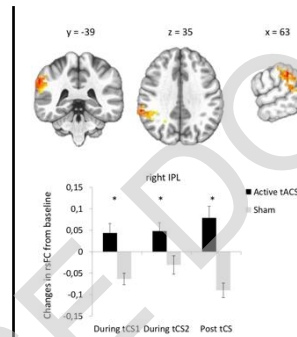 y = -39 z = 35 x = 63
right IPL
Changes in rsFC from baseline
0,15
0,1
0,05
0
-0,05
-0,1
-0,15
* * *
Active tACS
Sham
During tCS1 During tCS2 Post tCS